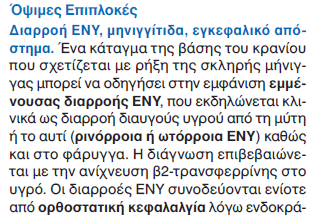 Όψιμες Επιπλοκές
Διαρροή ΕΝΥ, μηνιγγίτιδα, εγκεφαλικό από-
στημα. Ένα κάταγμα της βάσης του κρανίου
που σχετίζεται με ρήξη της σκληρής μήνιγ-
γας μπορεί να οδηγήσει στην εμφάνιση εμμέ-
νουσας διαρροής ΕΝΥ, που εκδηλώνεται κλι-
νικά ως διαρροή διαυγούς υγρού από τη μύτη
ή το αυτί (ρινόρροια ή ωτόρροια ΕΝΥ) καθώς
και στο φάρυγγα. Η διάγνωση επιβεβαιώνε-
ται με την ανίχνευση β2-τρανσφερρίνης στο
υγρό. Οι διαρροές ΕΝΥ συνοδεύονται ενίοτε
από ορθοστατική κεφαλαλγία λόγω ενδοκρά-